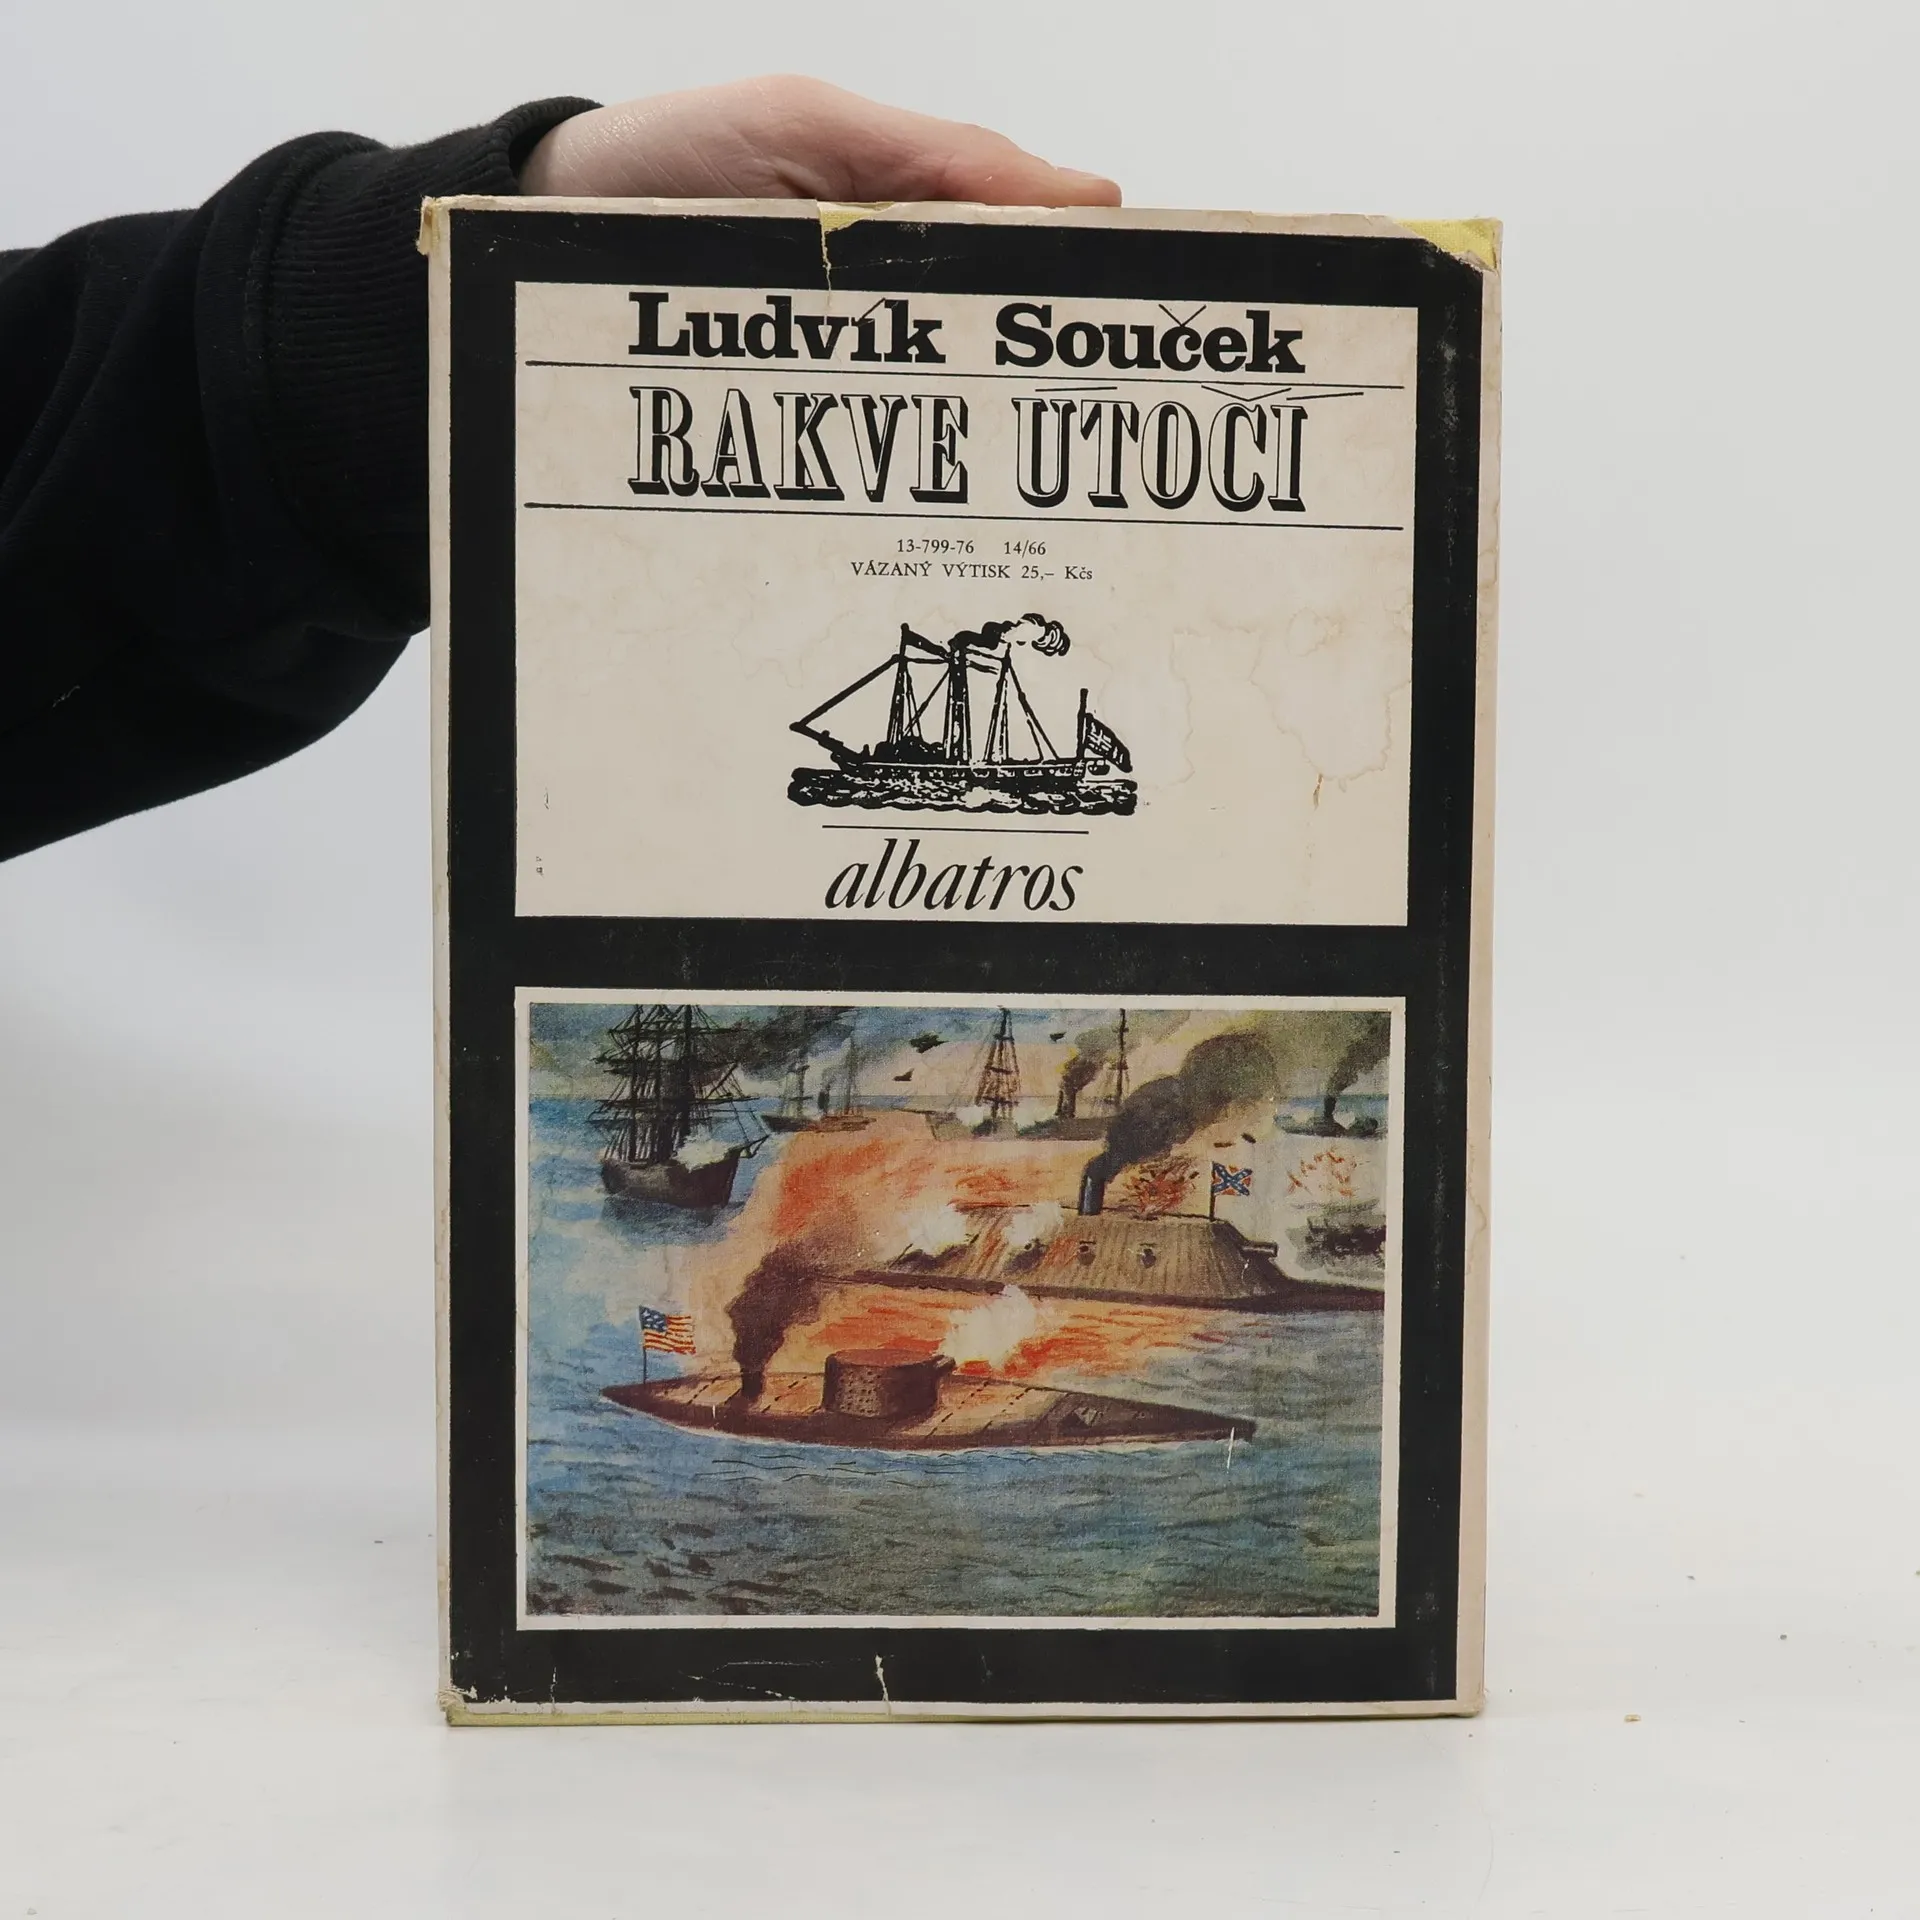 Ludvík Souček
RAKVE ÚTOČÍ
13-799-76 14/66
VÁZANÝ VÝTISK 25,– Kčs
albatros